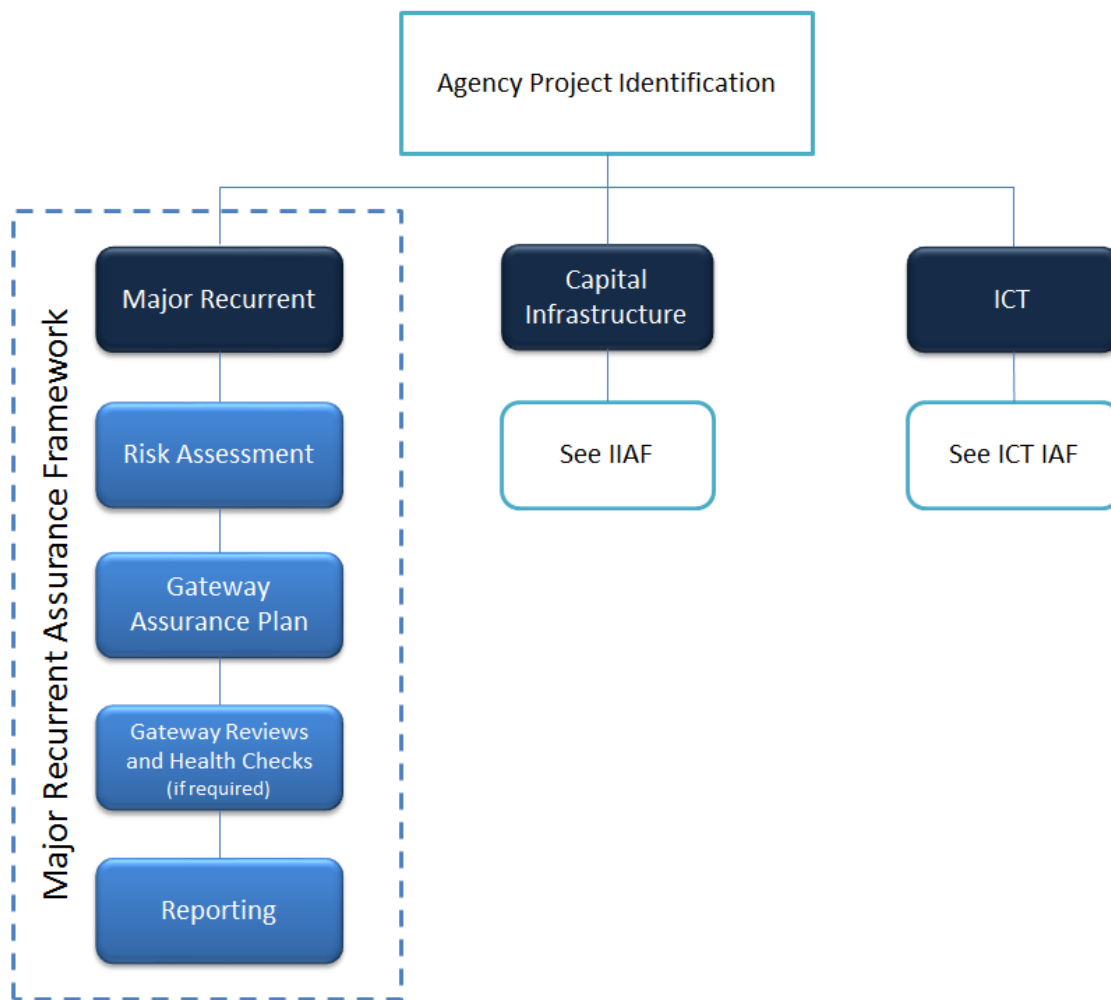 Agency Project Identification
Major Recurrent Assurance Framework
Major Recurrent
Risk Assessment
Gateway
Assurance Plan
Gateway Reviews
and Health Checks
(if required)
Reporting
Capital
Infrastructure
See IIAF
ICT
See ICT IAF